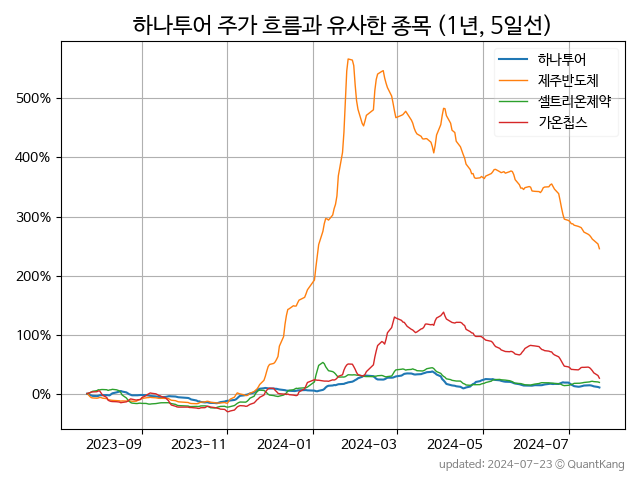 하나투어 주가 흐름과 유사한 종목 (1년, 5일선)
하나투어
제주반도체
셀트리온제약
가온칩스
500%
400%
300%
200%
100%
0%
2023-09 2023-11 2024-01 2024-03 2024-05 2024-07
updated: 2024-07-23 © QuantKang